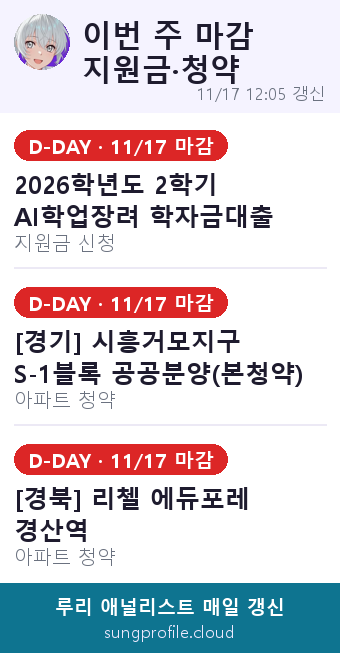 이번 주 마감
지원금·청약
11/17 12:05 갱신
D-DAY · 11/17 마감
2026학년도 2학기
AI학업장려 학자금대출
지원금 신청
D-DAY · 11/17 마감
[경기] 시흥거모지구
S-1블록 공공분양(본청약)
아파트 청약
D-DAY · 11/17 마감
[경북] 리첼 에듀포레
경산역
아파트 청약
루리 애널리스트 매일 갱신
sungprofile.cloud